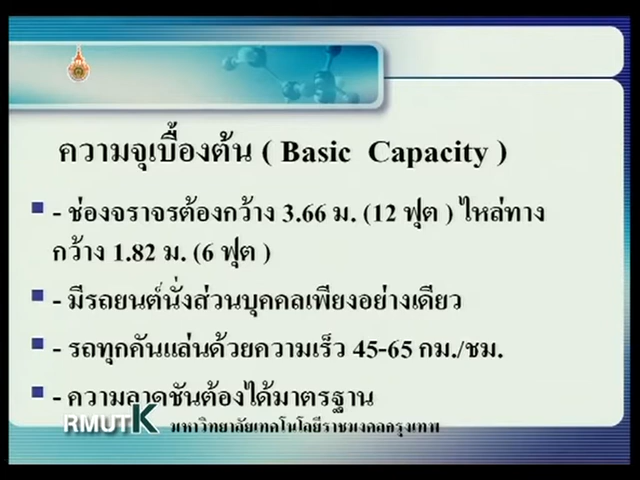 ความจุเบื้องต้น ( Basic Capacity )
- ช่องจราจรต้องกว้าง 3.66 ม. (12 ฟุต ) ไหล่ทาง
กว้าง 1.82 ม. (6 ฟุต )
- มีรถยนต์นั่งส่วนบุคคลเพียงอย่างเดียว
- รถทุกคันแล่นด้วยความเร็ว 45-65 กม./ชม.
- ความลาดชันต้องได้มาตรฐาน
RMUTK มหาวิทยาลัยเทคโนโลยีราชมงคลกรุงเทพ